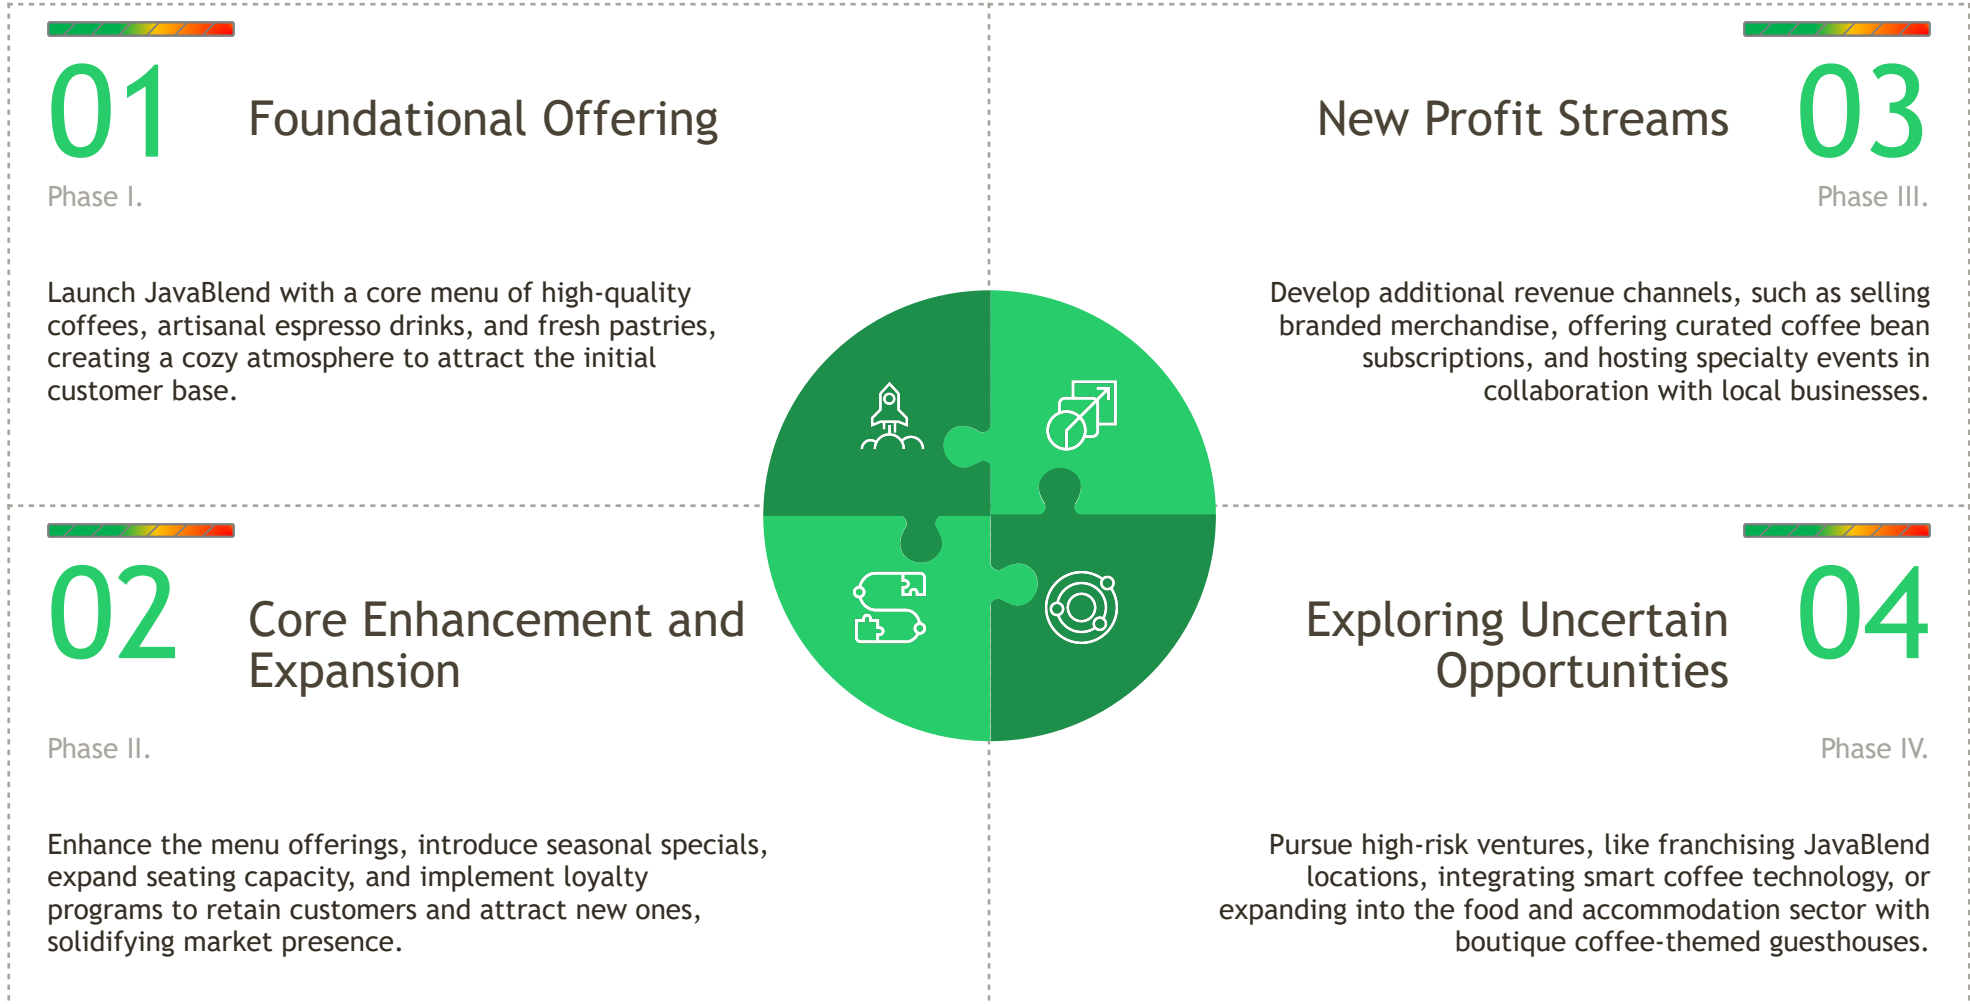 01
Foundational Offering
Phase I.
Launch JavaBlend with a core menu of high-quality
coffees, artisanal espresso drinks, and fresh pastries,
creating a cozy atmosphere to attract the initial
customer base.
02
Core Enhancement and
Expansion
Phase II.
Enhance the menu offerings, introduce seasonal specials,
expand seating capacity, and implement loyalty
programs to retain customers and attract new ones,
solidifying market presence.
New Profit Streams
03
Phase III.
Develop additional revenue channels, such as selling
branded merchandise, offering curated coffee bean
subscriptions, and hosting specialty events in
collaboration with local businesses.
Exploring Uncertain
Opportunities
04
Phase IV.
Pursue high-risk ventures, like franchising JavaBlend
locations, integrating smart coffee technology, or
expanding into the food and accommodation sector with
boutique coffee-themed guesthouses.